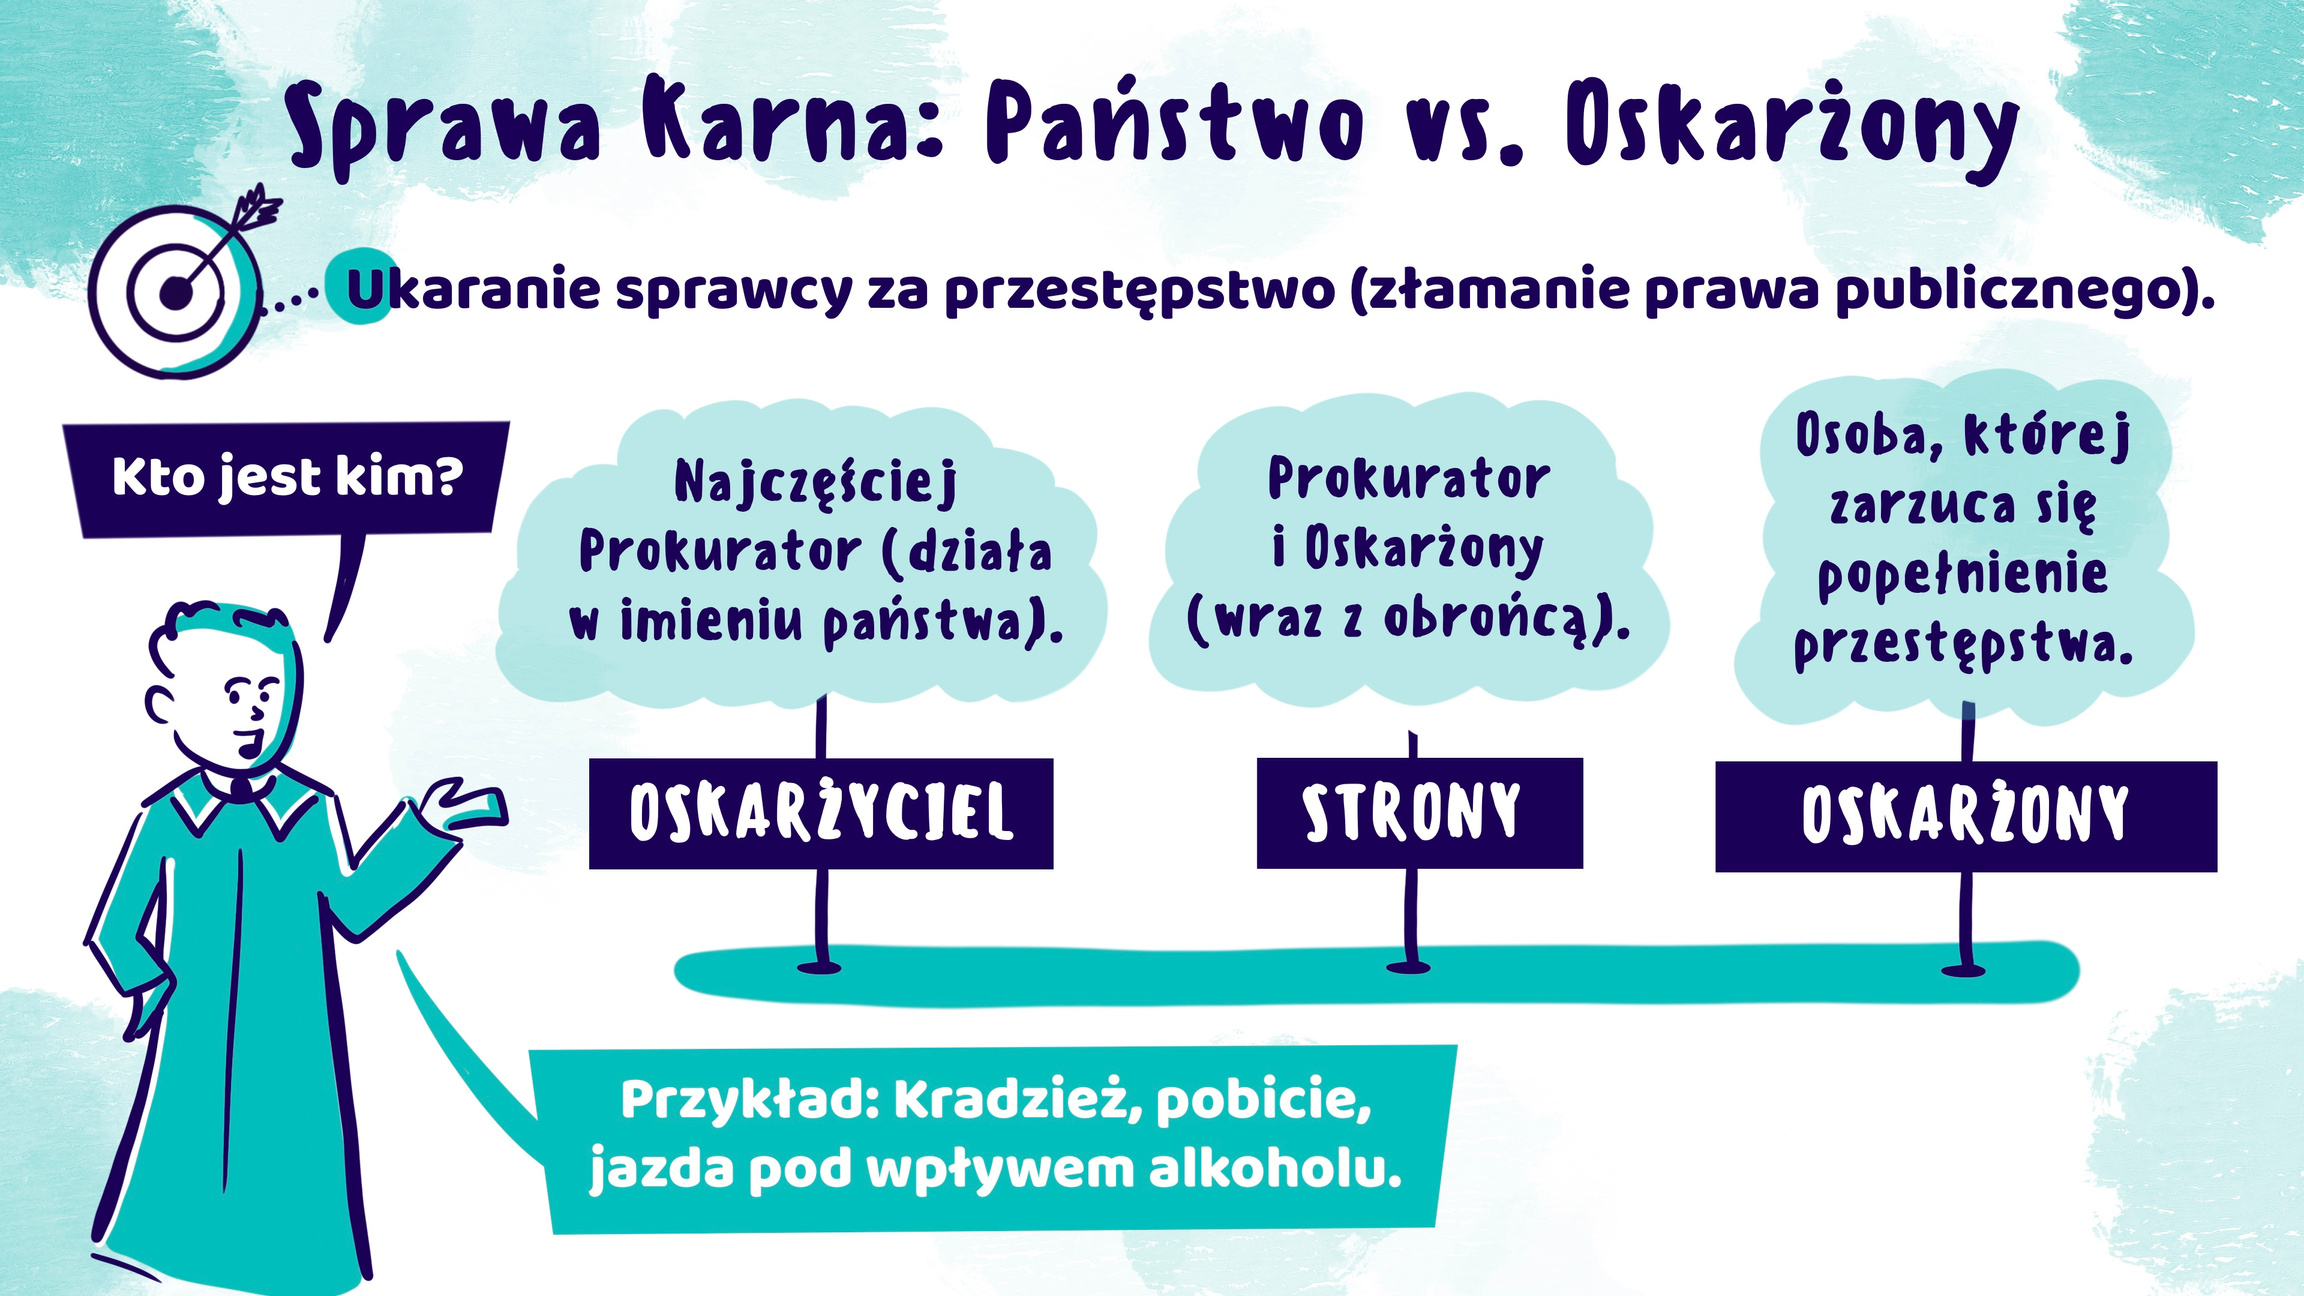 Sprawa Karna: Państwo vs. Oskarżony
Ukaranie sprawcy za przestępstwo (złamanie prawa publicznego).
Kto jest kim?
Najczęściej
Prokurator (działa
w imieniu państwa).
OSKARŻYCIEL
Prokurator
i Oskarżony
(wraz z obrońcą).
STRONY
Osoba, której
zarzuca się
popełnienie
przestępstwa.
OSKARŻONY
Przykład: Kradzież, pobicie,
jazda pod wpływem alkoholu.